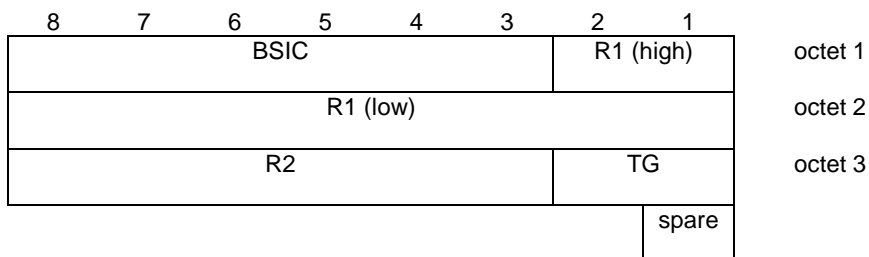 8 7 6 5 4 3 2 1
BSIC R1 (high) octet 1
R1 (low) octet 2
R2 TG octet 3
spare